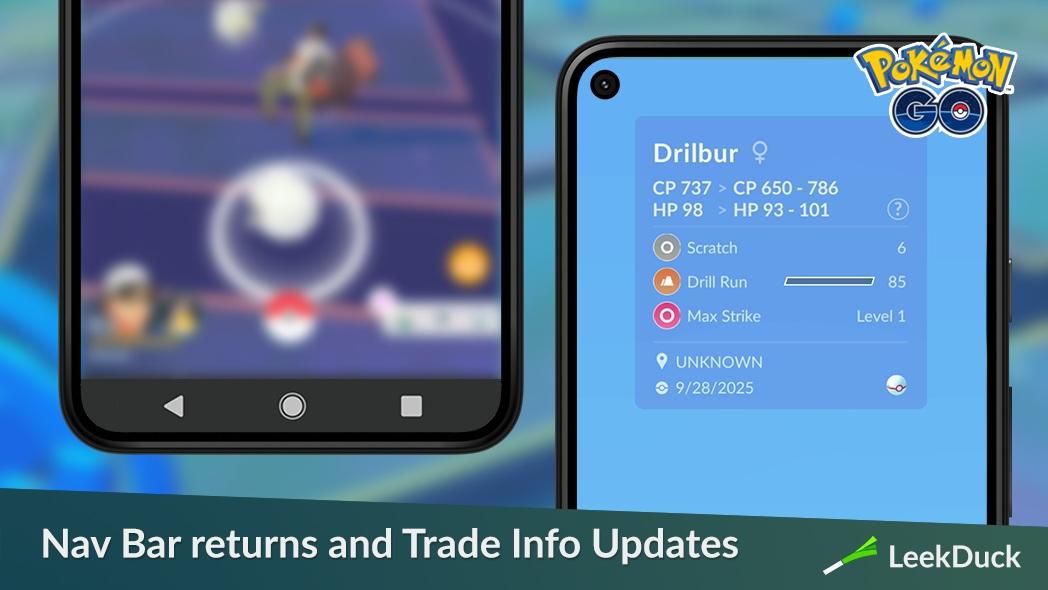 POKÉMON
GO
Drilbur ♀
CP 737 > CP 650 - 786
HP 98 > HP 93 - 101 ?
Scratch 6
Drill Run 85
Max Strike Level 1
UNKNOWN
9/28/2025
Nav Bar returns and Trade Info Updates
LeekDuck